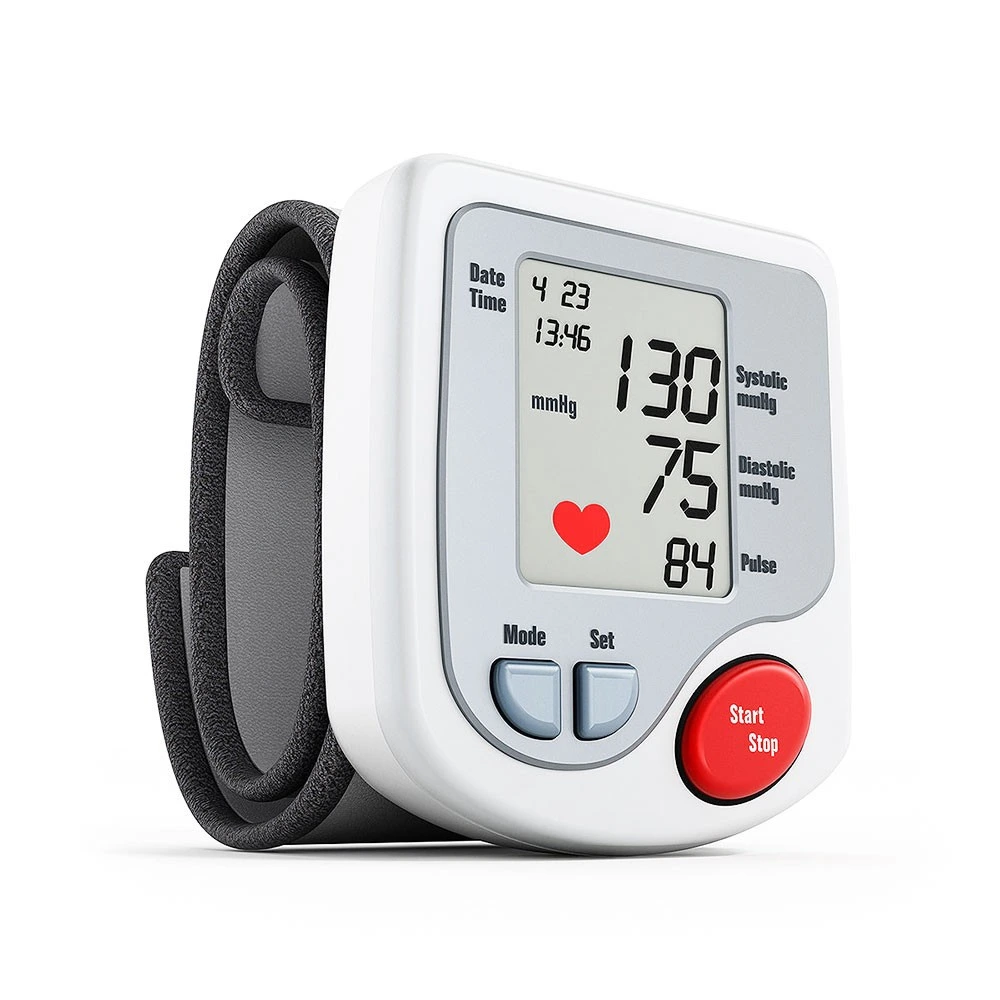 Date
Time
4 23
13:46
130
Systolic
mmHg
mmHg
75
Diastolic
mmHg
84
Pulse
Mode
Set
Start
Stop